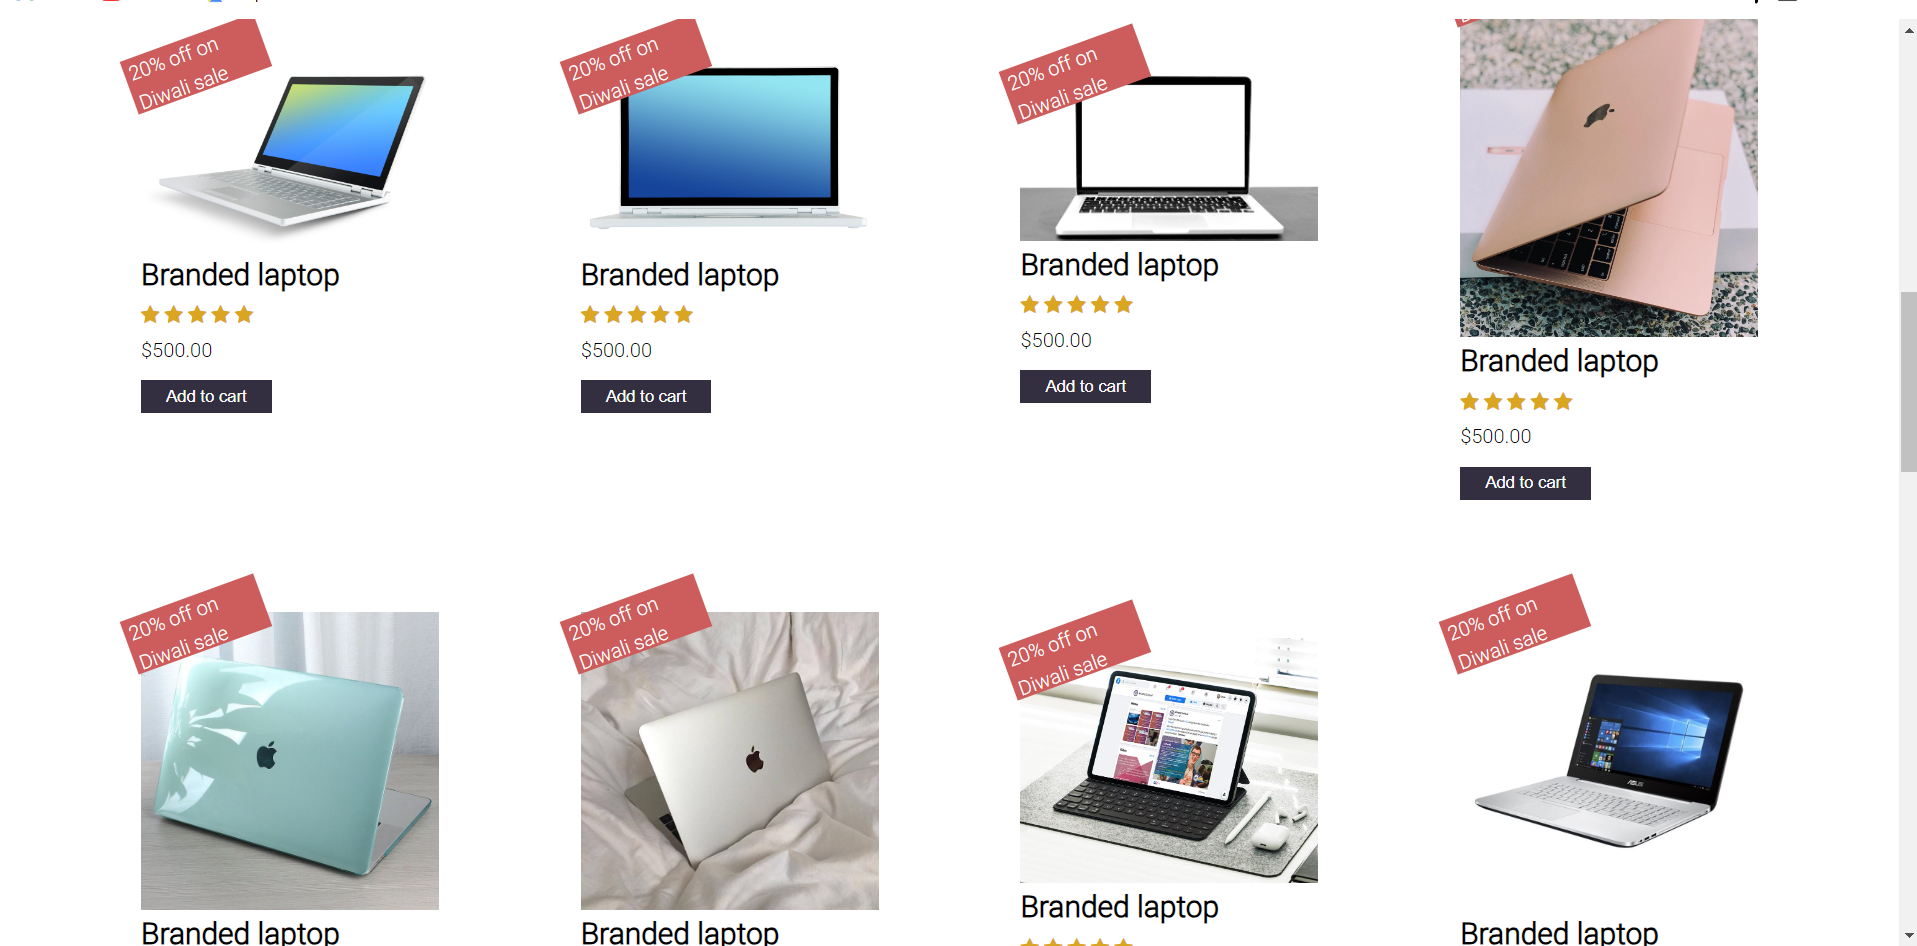 20% off on
Diwali sale
20% off on
Diwali sale
20% off on
Diwali sale
Branded laptop
$500.00
Add to cart
Branded laptop
$500.00
Add to cart
Branded laptop
$500.00
Add to cart
Branded laptop
$500.00
Add to cart
20% off on
Diwali sale
20% off on
Diwali sale
20% off on
Diwali sale
20% off on
Diwali sale
ASUS
Branded laptop
Branded laptop
Branded laptop
Branded laptop